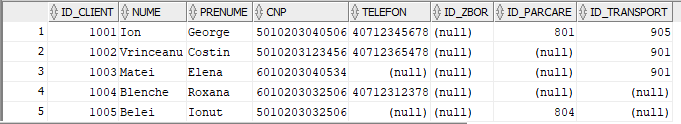 ID_CLIENT NUME PRENUME CNP TELEFON ID_ZBOR ID_PARCARE ID_TRANSPORT
1 1001 Ion George 5010203040506 40712345678 (null) 801 905
2 1002 Vrinceanu Costin 5010203123456 40712365478 (null) (null) 901
3 1003 Matei Elena 6010203040534 (null) (null) (null) 901
4 1004 Blenche Roxana 6010203032506 40712312378 (null) (null) (null)
5 1005 Belei Ionut 5010203032506 (null) (null) 804 (null)